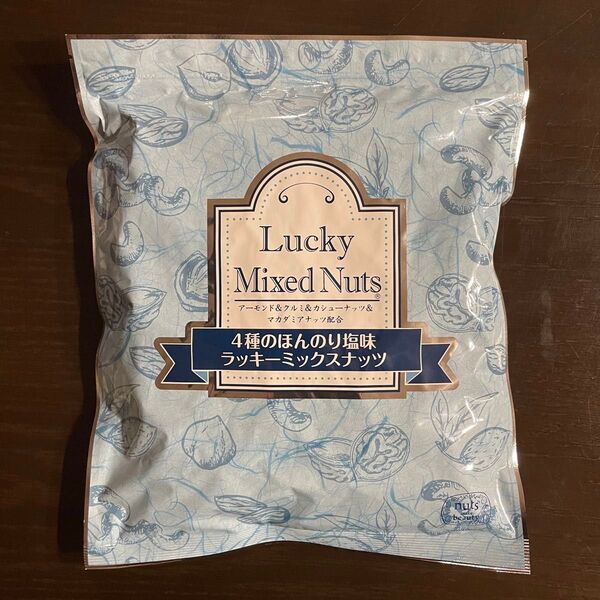 Lucky
Mixed Nuts®
アーモンド&クルミ&カシューナッツ&
マカダミアナッツ配合
4種のほんのり塩味
ラッキーミックスナッツ
nuts
beauty